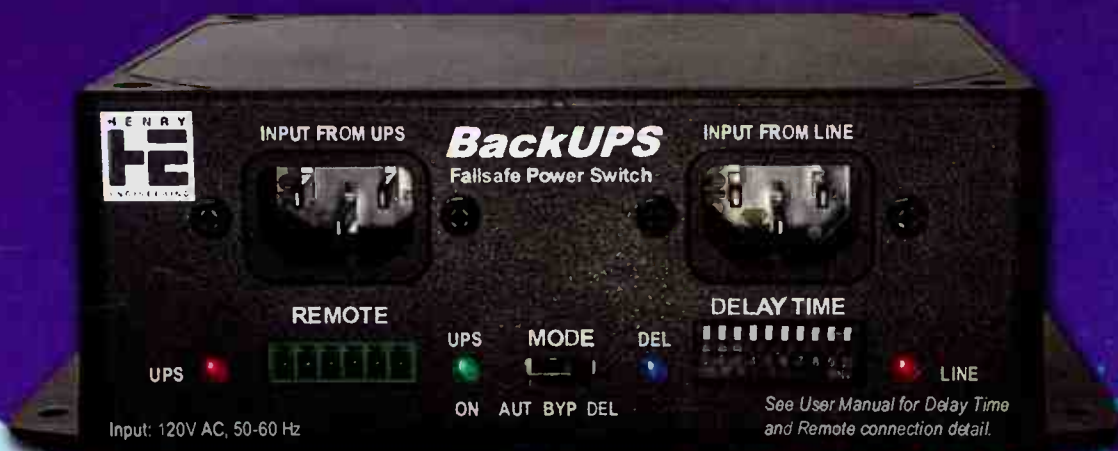 HENRY
ENGINEERING
INPUT FROM UPS
BackUPS
Failsafe Power Switch
INPUT FROM LINE
REMOTE
DELAY TIME
UPS
UPS
MODE
DEL
LINE
ON AUT BYP DEL
Input: 120V AC, 50-60 Hz
See User Manual for Delay Time
and Remote connection detail.